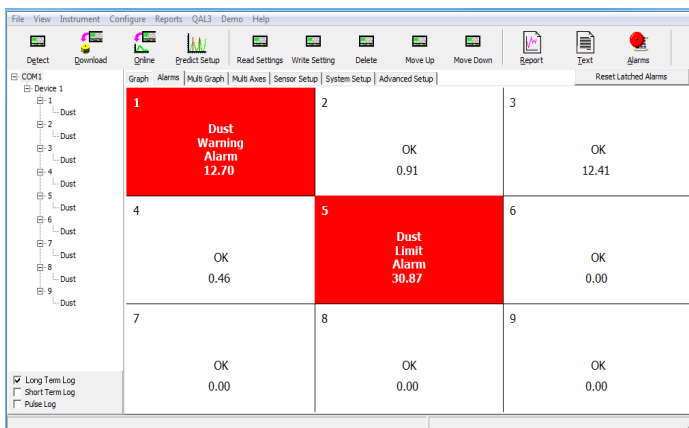 File View Instrument Configure Reports QAL3 Demo Help
Detect Download Online Predict Setup Read Settings Write Setting Delete Move Up Move Down Report Text Alarms
COM1
Device 1
1
Dust
2
Dust
3
Dust
4
Dust
5
Dust
6
Dust
7
Dust
8
Dust
9
Dust
Long Term Log
Short Term Log
Pulse Log
Graph Alarms Multi Graph Multi Axes Sensor Setup System Setup Advanced Setup
Reset Latched Alarms
1
Dust
Warning
Alarm
12.70
2
OK
0.91
3
OK
12.41
4
OK
0.46
5
Dust
Limit
Alarm
30.87
6
OK
0.00
7
OK
0.00
8
OK
0.00
9
OK
0.00